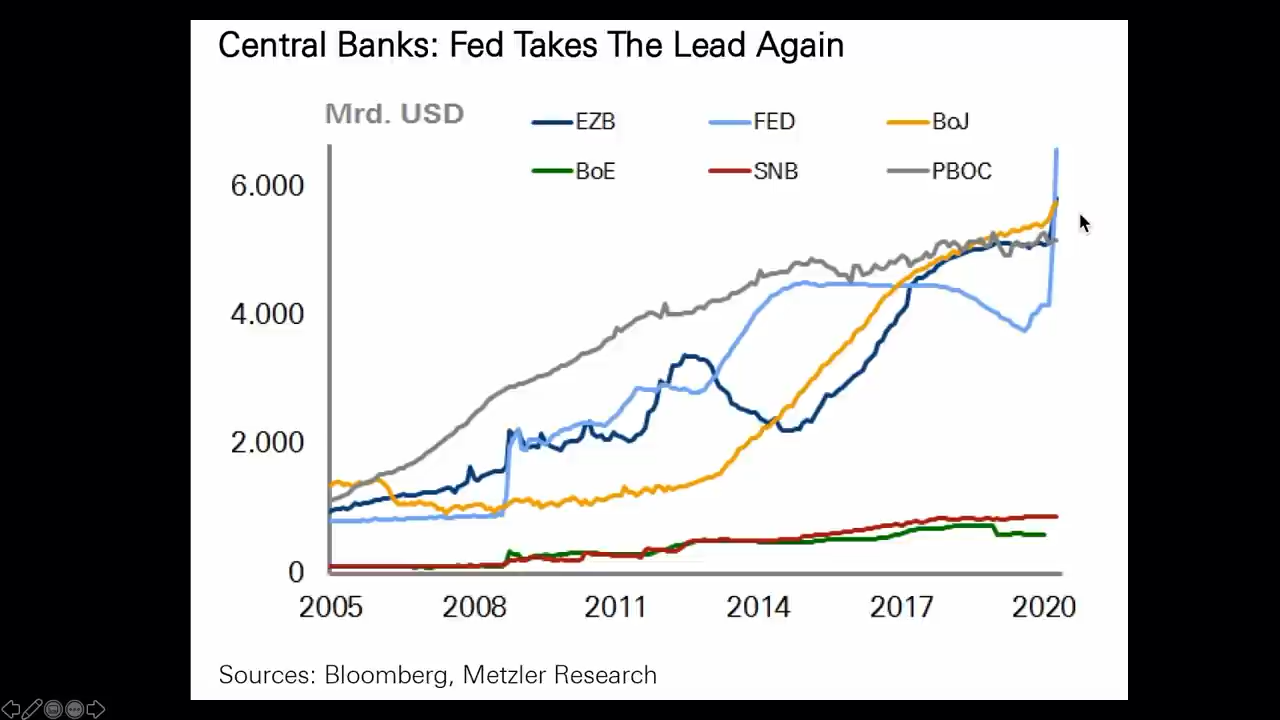 Central Banks: Fed Takes The Lead Again
Mrd. USD
EZB FED BoJ
BoE SNB PBOC
6.000
4.000
2.000
0
2005 2008 2011 2014 2017 2020
Sources: Bloomberg, Metzler Research